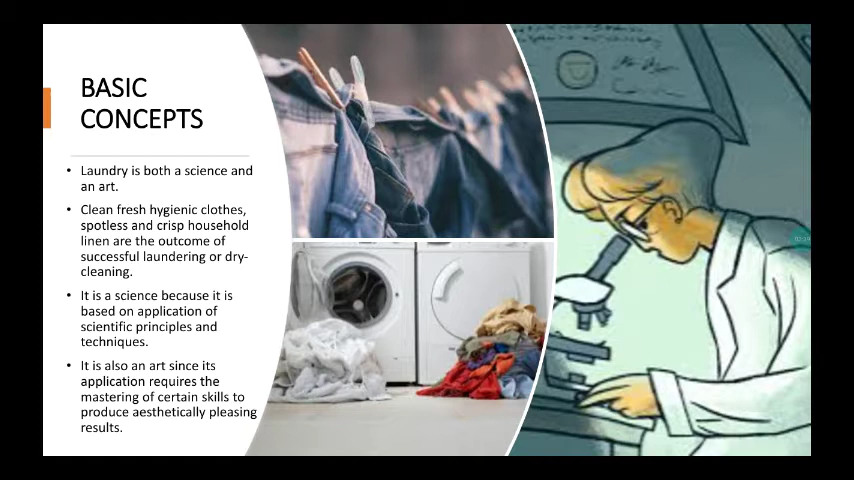 BASIC
CONCEPTS
• Laundry is both a science and
an art.
• Clean fresh hygienic clothes,
spotless and crisp household
linen are the outcome of
successful laundering or dry-
cleaning.
• It is a science because it is
based on application of
scientific principles and
techniques.
• It is also an art since its
application requires the
mastering of certain skills to
produce aesthetically pleasing
results.